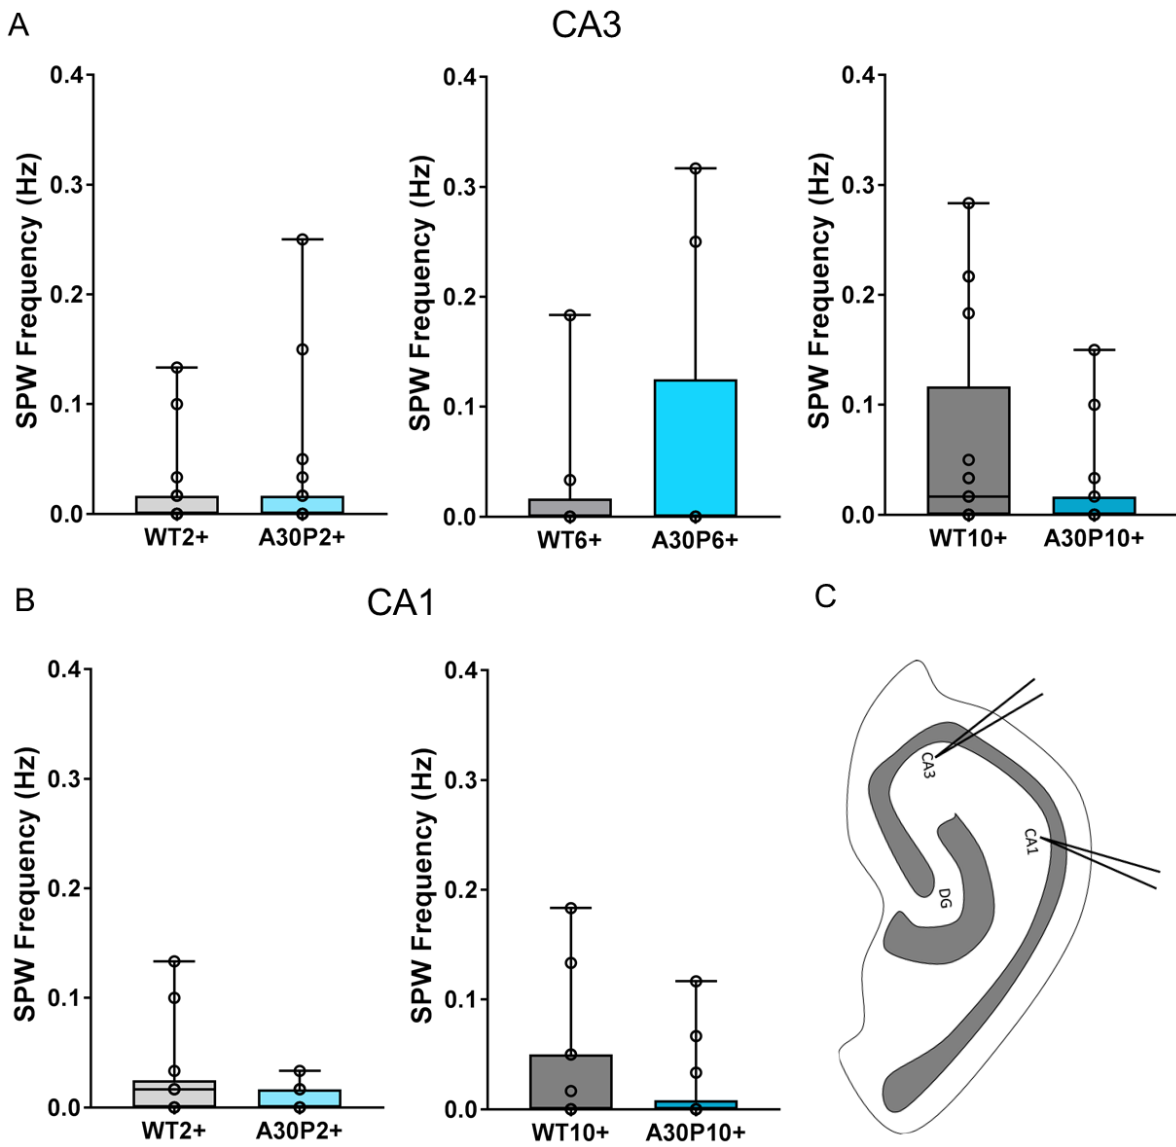 A
CA3
SPW Frequency (Hz)
0.4
0.3
0.2
0.1
0.0
WT2+ A30P2+
SPW Frequency (Hz)
0.4
0.3
0.2
0.1
0.0
WT6+ A30P6+
SPW Frequency (Hz)
0.4
0.3
0.2
0.1
0.0
WT10+ A30P10+
B
CA1
SPW Frequency (Hz)
0.4
0.3
0.2
0.1
0.0
WT2+ A30P2+
SPW Frequency (Hz)
0.4
0.3
0.2
0.1
0.0
WT10+ A30P10+
C
CA3
CA1
DG